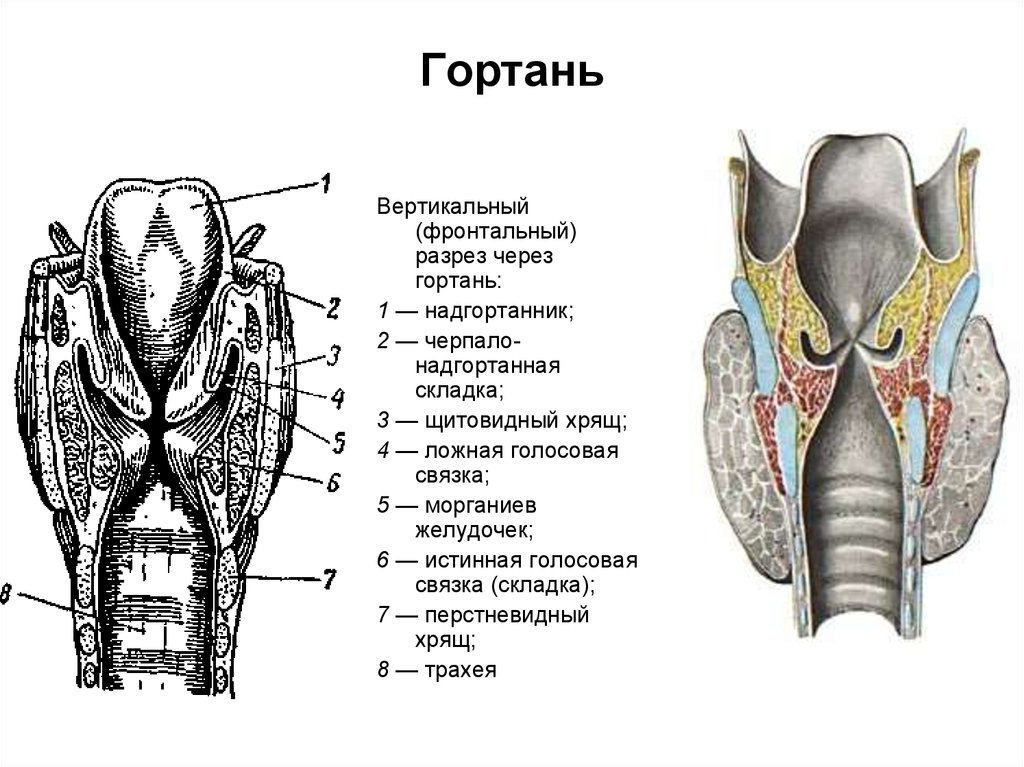 Гортань
Вертикальный
(фронтальный)
разрез через
гортань:
1 — надгортанник;
2 — черпало-
надгортанная
складка;
3 — щитовидный хрящ;
4 — ложная голосовая
связка;
5 — морганиев
желудочек;
6 — истинная голосовая
связка (складка);
7 — перстневидный
хрящ;
8 — трахея
1
2
3
4
5
6
7
8